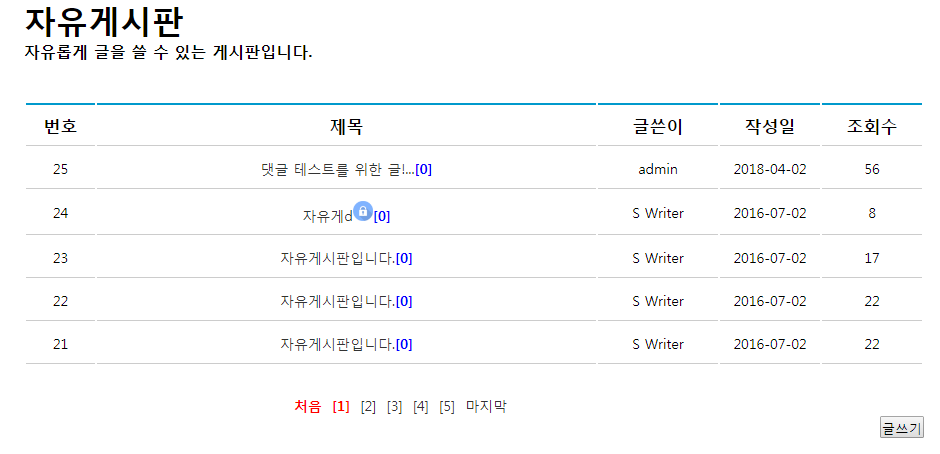 자유게시판
자유롭게 글을 쓸 수 있는 게시판입니다.
번호 제목 글쓴이 작성일 조회수
25 댓글 테스트를 위한 글!...[0] admin 2018-04-02 56
24 자유게d[0] S Writer 2016-07-02 8
23 자유게시판입니다.[0] S Writer 2016-07-02 17
22 자유게시판입니다.[0] S Writer 2016-07-02 22
21 자유게시판입니다.[0] S Writer 2016-07-02 22
처음 [1] [2] [3] [4] [5] 마지막
글쓰기